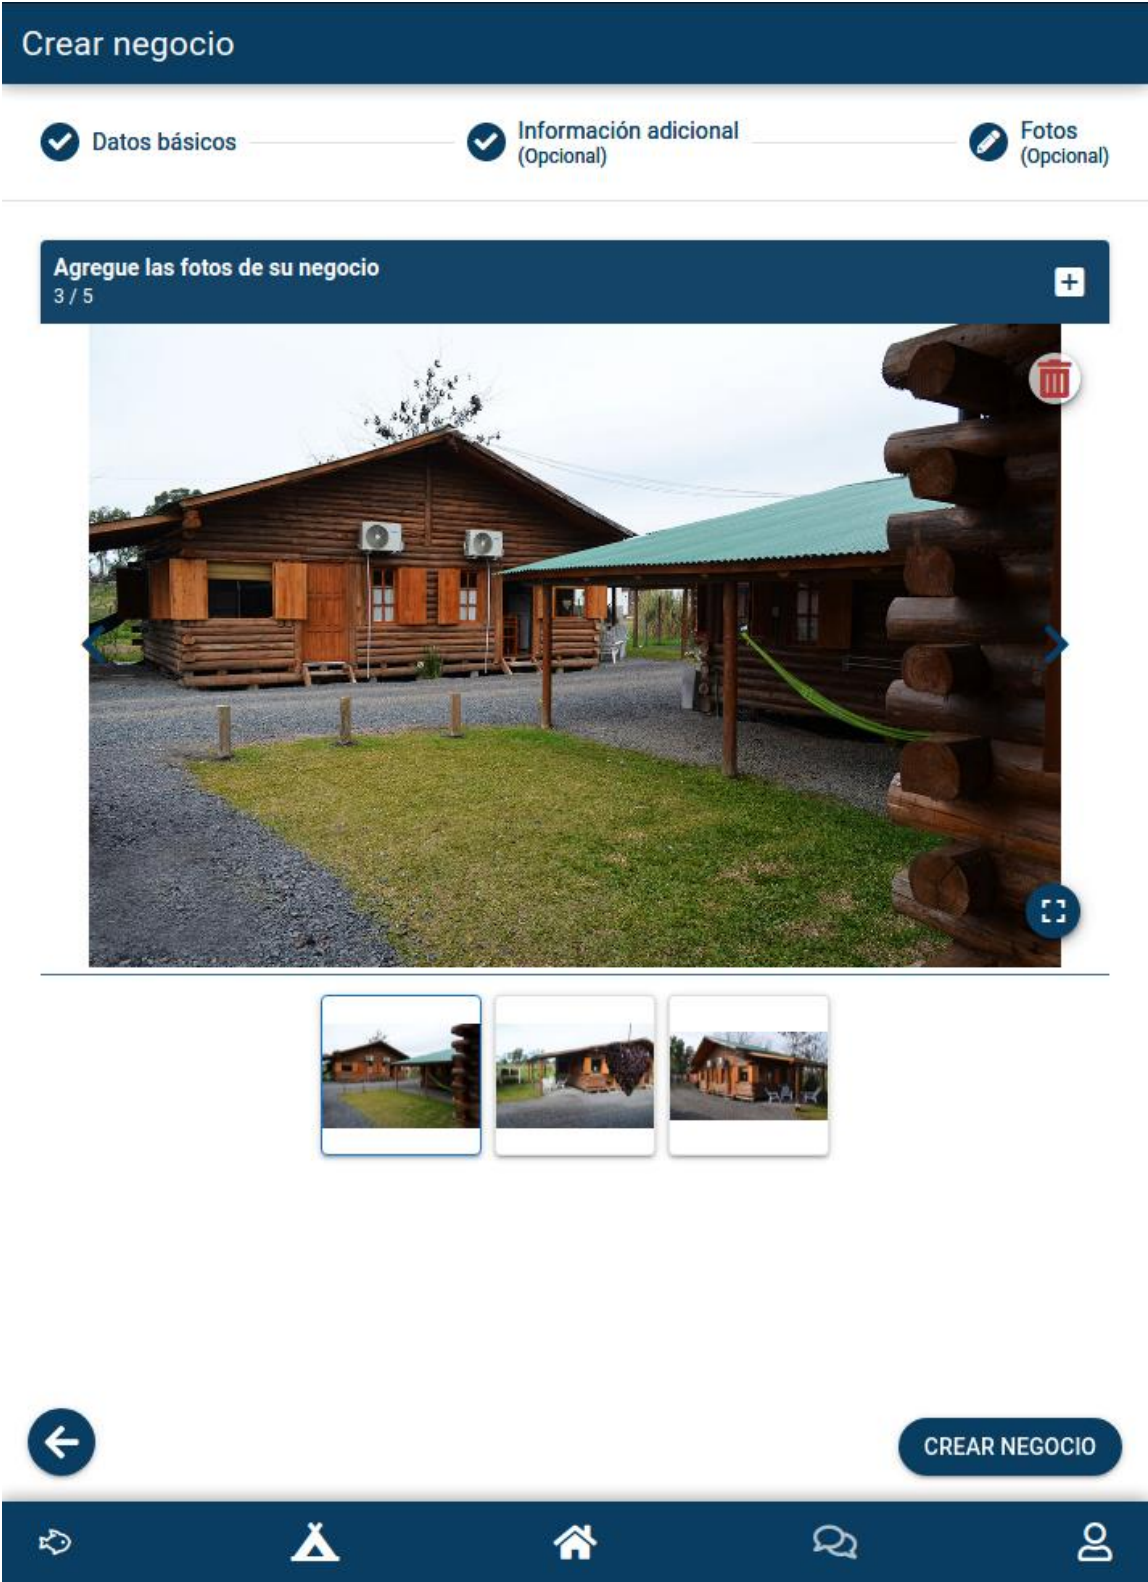 Crear negocio
Datos básicos
Información adicional
(Opcional)
Fotos
(Opcional)
Agregue las fotos de su negocio
3 / 5
CREAR NEGOCIO